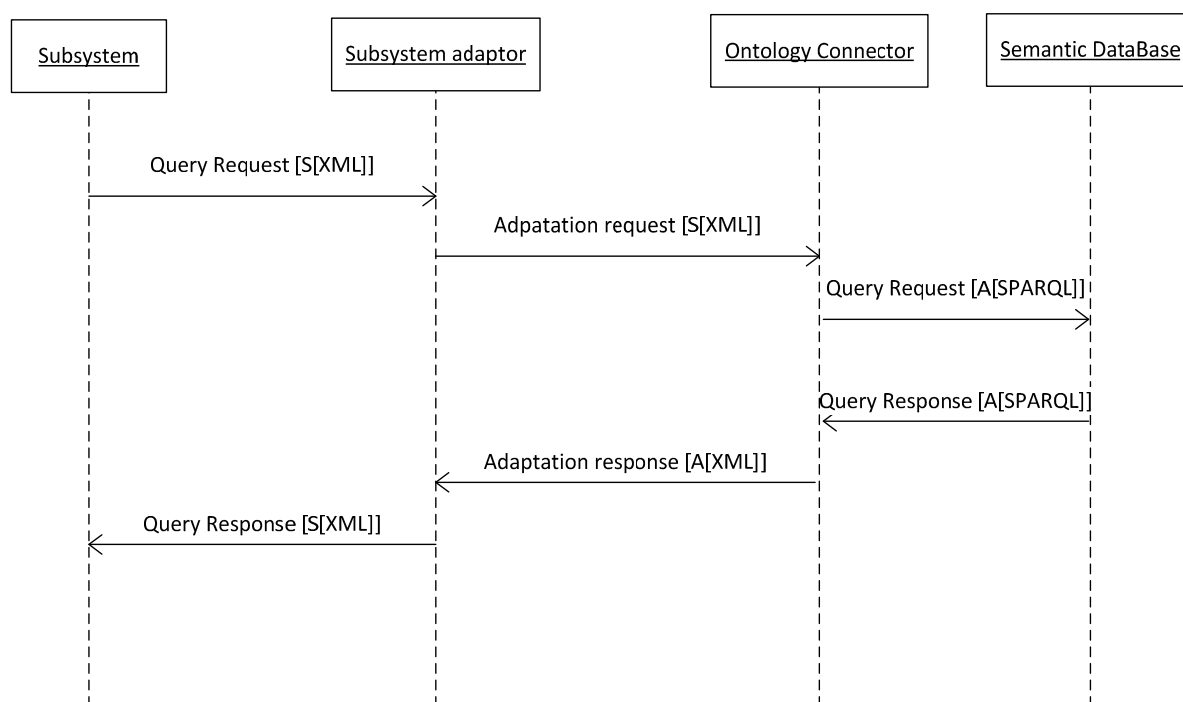 Subsystem
Subsystem adaptor
Ontology Connector
Semantic DataBase
Query Request [S[XML]]
Adpatation request [S[XML]]
Query Request [A[SPARQL]]
Query Response [A[SPARQL]]
Adaptation response [A[XML]]
Query Response [S[XML]]